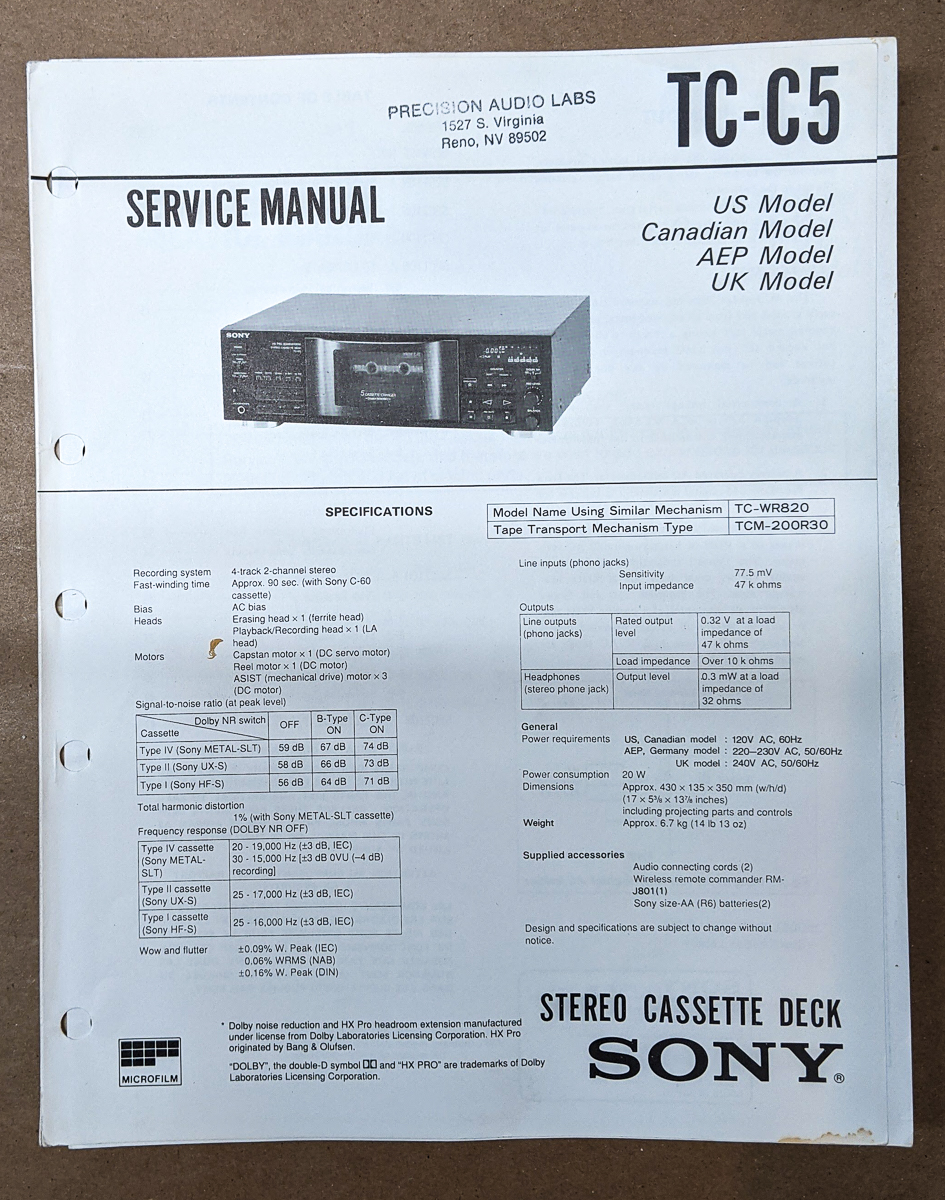 PRECISION AUDIO LABS
1527 S. Virginia
Reno, NV 89502
TC-C5
SERVICE MANUAL
US Model
Canadian Model
AEP Model
UK Model
SONY
5 CASSETTE CHANGER
SPECIFICATIONS
Model Name Using Similar Mechanism TC-WR820
Tape Transport Mechanism Type TCM-200R30
Recording system 4-track 2-channel stereo
Fast-winding time Approx. 90 sec. (with Sony C-60
cassette)
Bias AC bias
Heads Erasing head × 1 (ferrite head)
Playback/Recording head × 1 (LA
head)
Motors Capstan motor × 1 (DC servo motor)
Reel motor × 1 (DC motor)
ASIST (mechanical drive) motor × 3
(DC motor)
Signal-to-noise ratio (at peak level)
Dolby NR switch
Cassette
OFF B-Type ON C-Type ON
Type IV (Sony METAL-SLT) 59 dB 67 dB 74 dB
Type II (Sony UX-S) 58 dB 66 dB 73 dB
Type I (Sony HF-S) 56 dB 64 dB 71 dB
Total harmonic distortion
1% (with Sony METAL-SLT cassette)
Frequency response (DOLBY NR OFF)
Type IV cassette 20 - 19,000 Hz (±3 dB, IEC)
(Sony METAL- 30 - 15,000 Hz [±3 dB 0VU (–4 dB)
SLT) recording]
Type II cassette
(Sony UX-S) 25 - 17,000 Hz (±3 dB, IEC)
Type I cassette
(Sony HF-S) 25 - 16,000 Hz (±3 dB, IEC)
Wow and flutter ±0.09% W. Peak (IEC)
0.06% WRMS (NAB)
±0.16% W. Peak (DIN)
Line inputs (phono jacks)
Sensitivity 77.5 mV
Input impedance 47 k ohms
Outputs
Line outputs Rated output 0.32 V at a load
(phono jacks) level impedance of
47 k ohms
Load impedance Over 10 k ohms
Headphones Output level 0.3 mW at a load
(stereo phone jack) impedance of
32 ohms
General
Power requirements US, Canadian model : 120V AC, 60Hz
AEP, Germany model : 220–230V AC, 50/60Hz
UK model : 240V AC, 50/60Hz
Power consumption 20 W
Dimensions Approx. 430 × 135 × 350 mm (w/h/d)
(17 × 5 3/8 × 13 7/8 inches)
including projecting parts and controls
Weight Approx. 6.7 kg (14 lb 13 oz)
Supplied accessories
Audio connecting cords (2)
Wireless remote commander RM-
J801(1)
Sony size-AA (R6) batteries(2)
Design and specifications are subject to change without
notice.
* Dolby noise reduction and HX Pro headroom extension manufactured
under license from Dolby Laboratories Licensing Corporation. HX Pro
originated by Bang & Olufsen.
"DOLBY", the double-D symbol and "HX PRO" are trademarks of Dolby
Laboratories Licensing Corporation.
MICROFILM
STEREO CASSETTE DECK
SONY®